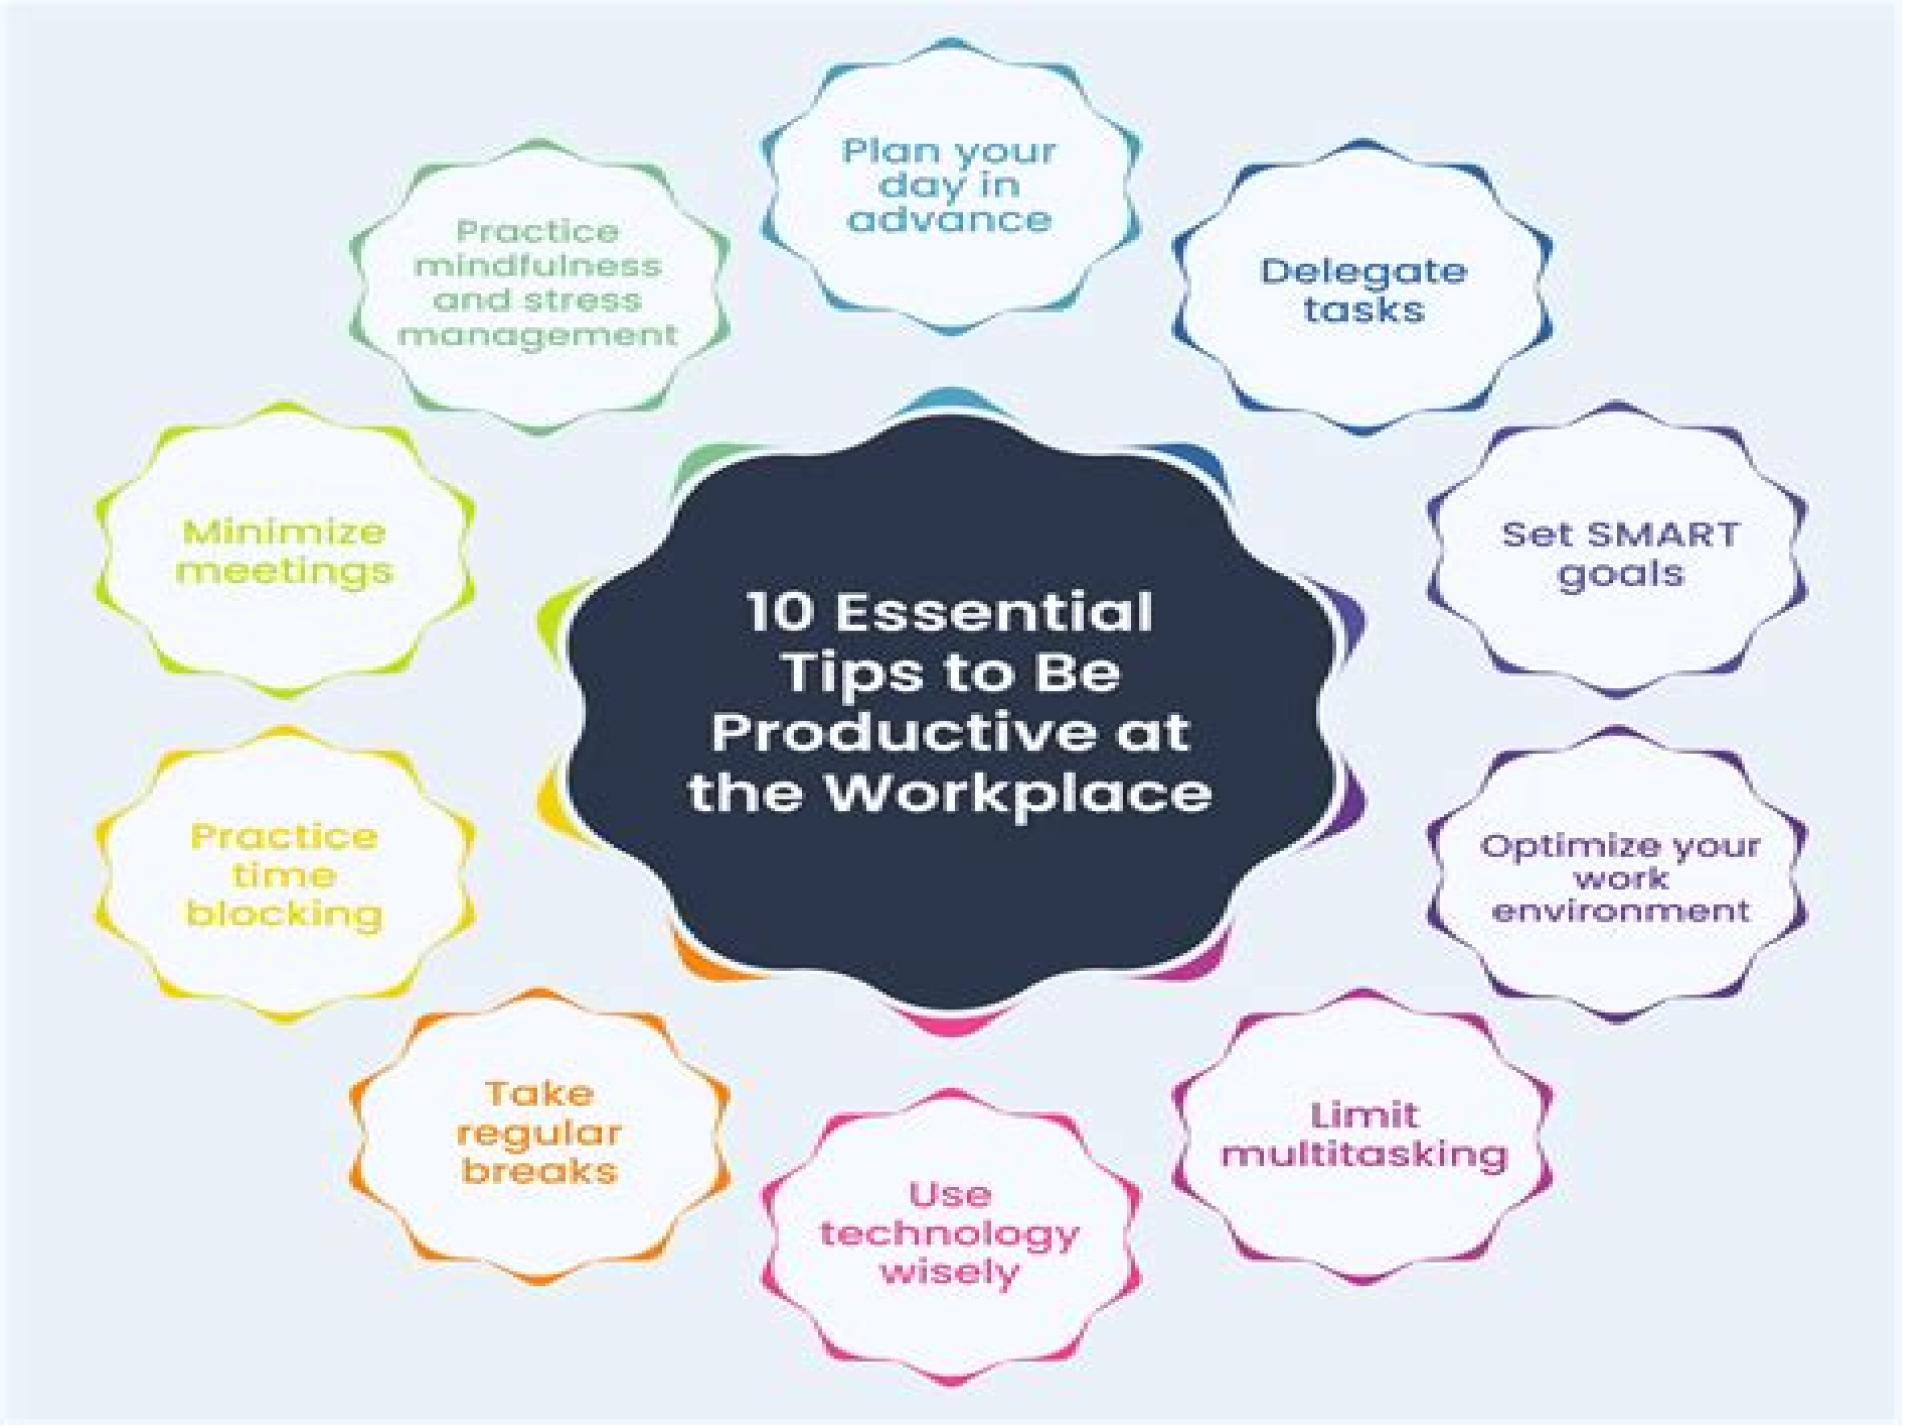 Plan your
day in
advance
Delegate
tasks
Set SMART
goals
Optimize your
work
environment
Limit
multitasking
Use
technology
wisely
Take
regular
breaks
Practice
time
blocking
Minimize
meetings
Practice
mindfulness
and stress
management
10 Essential
Tips to Be
Productive at
the Workplace